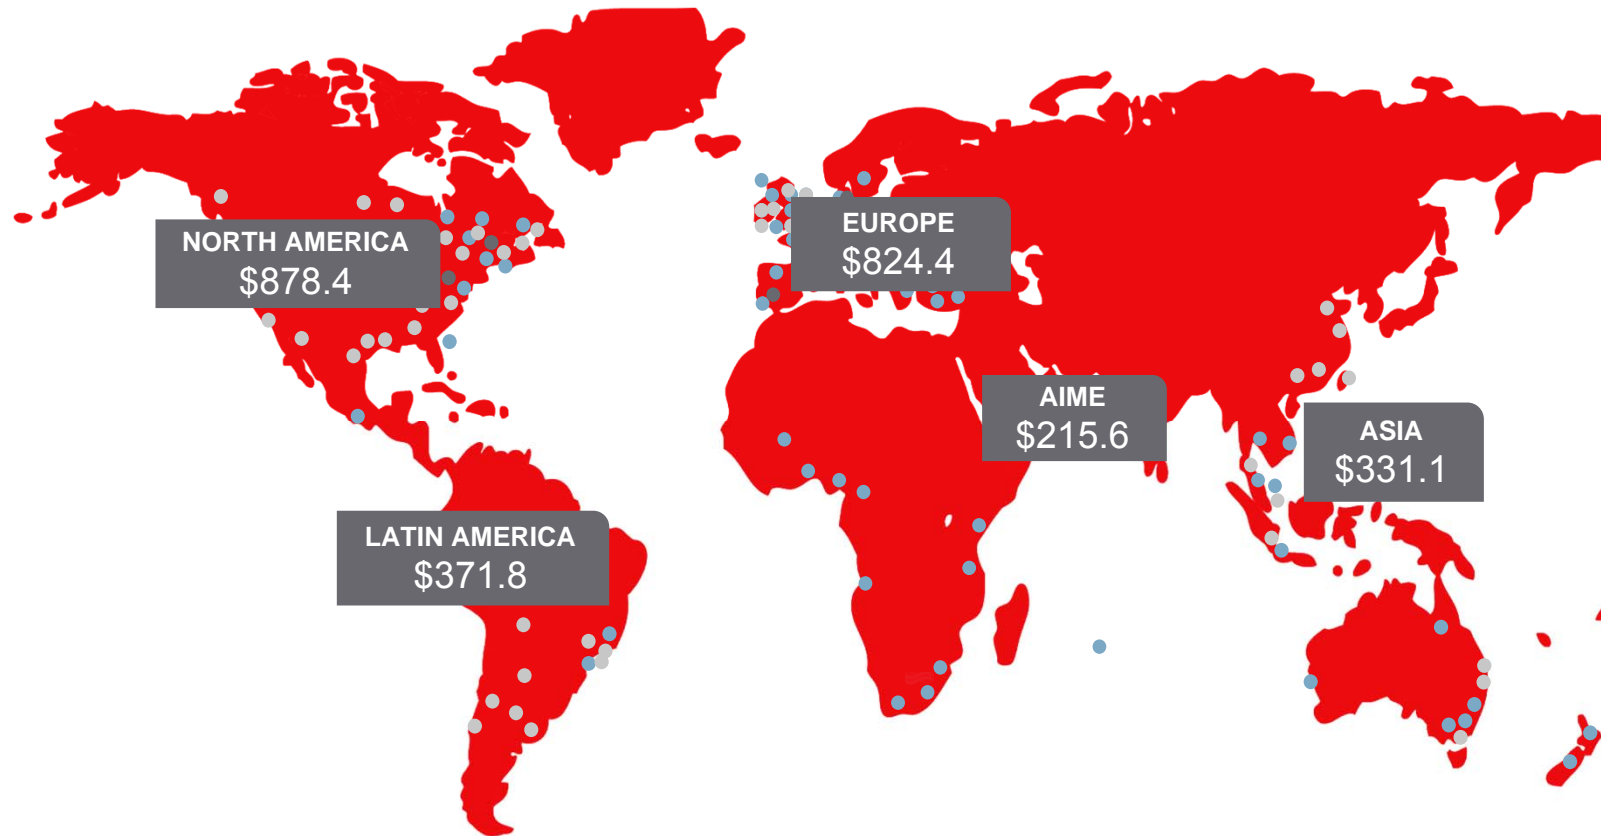 NORTH AMERICA
$878.4
EUROPE
$824.4
AIME
$215.6
ASIA
$331.1
LATIN AMERICA
$371.8